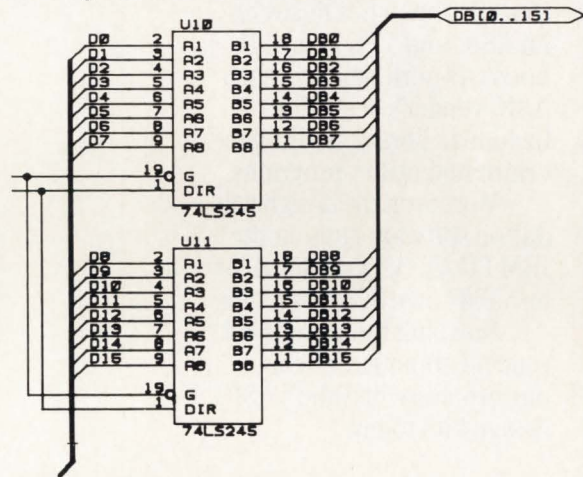 DB[0..15]
U10
D0 2 A1 B1 18 DB0
D1 3 A2 B2 17 DB1
D2 4 A3 B3 16 DB2
D3 5 A4 B4 15 DB3
D4 6 A5 B5 14 DB4
D5 7 A6 B6 13 DB5
D6 8 A7 B7 12 DB6
D7 9 A8 B8 11 DB7
19 G
1 DIR
74LS245
U11
D8 2 A1 B1 18 DB8
D9 3 A2 B2 17 DB9
D10 4 A3 B3 16 DB10
D11 5 A4 B4 15 DB11
D12 6 A5 B5 14 DB12
D13 7 A6 B6 13 DB13
D14 8 A7 B7 12 DB14
D15 9 A8 B8 11 DB15
19 G
1 DIR
74LS245